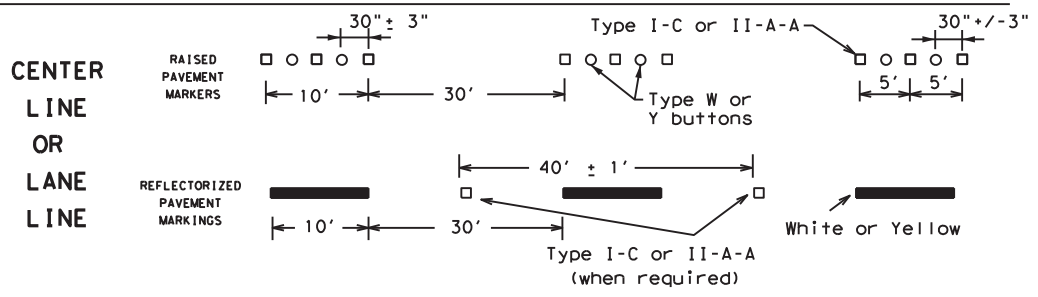 30"± 3"
Type I-C or II-A-A
30"+/-3"
CENTER
LINE
OR
LANE
LINE
RAISED
PAVEMENT
MARKERS
10'
30'
5'
5'
Type W or
Y buttons
40' ± 1'
REFLECTORIZED
PAVEMENT
MARKINGS
10'
30'
White or Yellow
Type I-C or II-A-A
(when required)